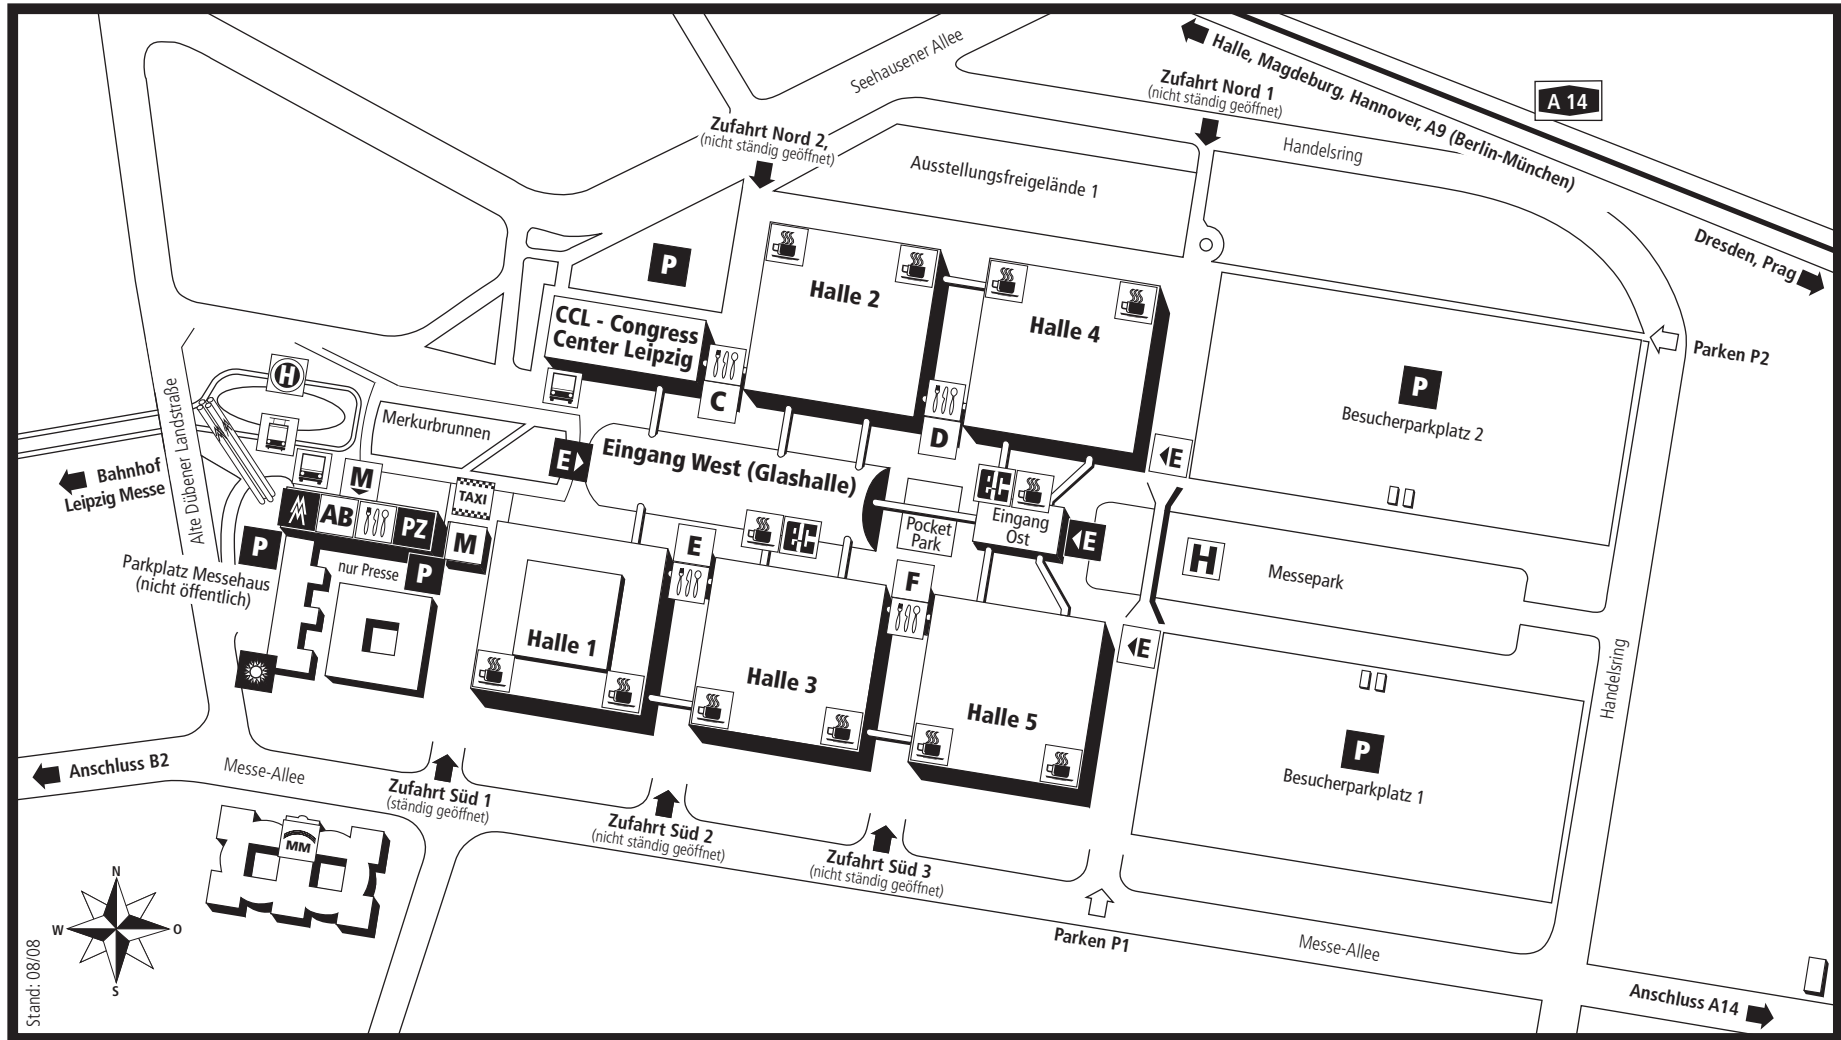 Seehausener Allee
Halle, Magdeburg, Hannover, A9 (Berlin-München)
A 14
Zufahrt Nord 1
(nicht ständig geöffnet)
Zufahrt Nord 2,
(nicht ständig geöffnet)
Handelsring
Ausstellungsfreigelände 1
Dresden, Prag
P
Halle 2
Halle 4
CCL - Congress
Center Leipzig
Parken P2
P
Besucherparkplatz 2
H
C
D
Merkurbrunnen
Alte Dübener Landstraße
Bahnhof
Leipzig Messe
E
Eingang West (Glashalle)
E
M
TAXI
AB
PZ
M
ec
Eingang
Ost
E
Pocket
Park
P
Parkplatz Messehaus
(nicht öffentlich)
nur Presse
P
E
ec
F
H
Messepark
Halle 1
Halle 3
Halle 5
E
Handelsring
P
Besucherparkplatz 1
Anschluss B2
Messe-Allee
Zufahrt Süd 1
(ständig geöffnet)
Zufahrt Süd 2
(nicht ständig geöffnet)
Zufahrt Süd 3
(nicht ständig geöffnet)
MM
N
W
O
S
Parken P1
Messe-Allee
Anschluss A14
Stand: 08/08